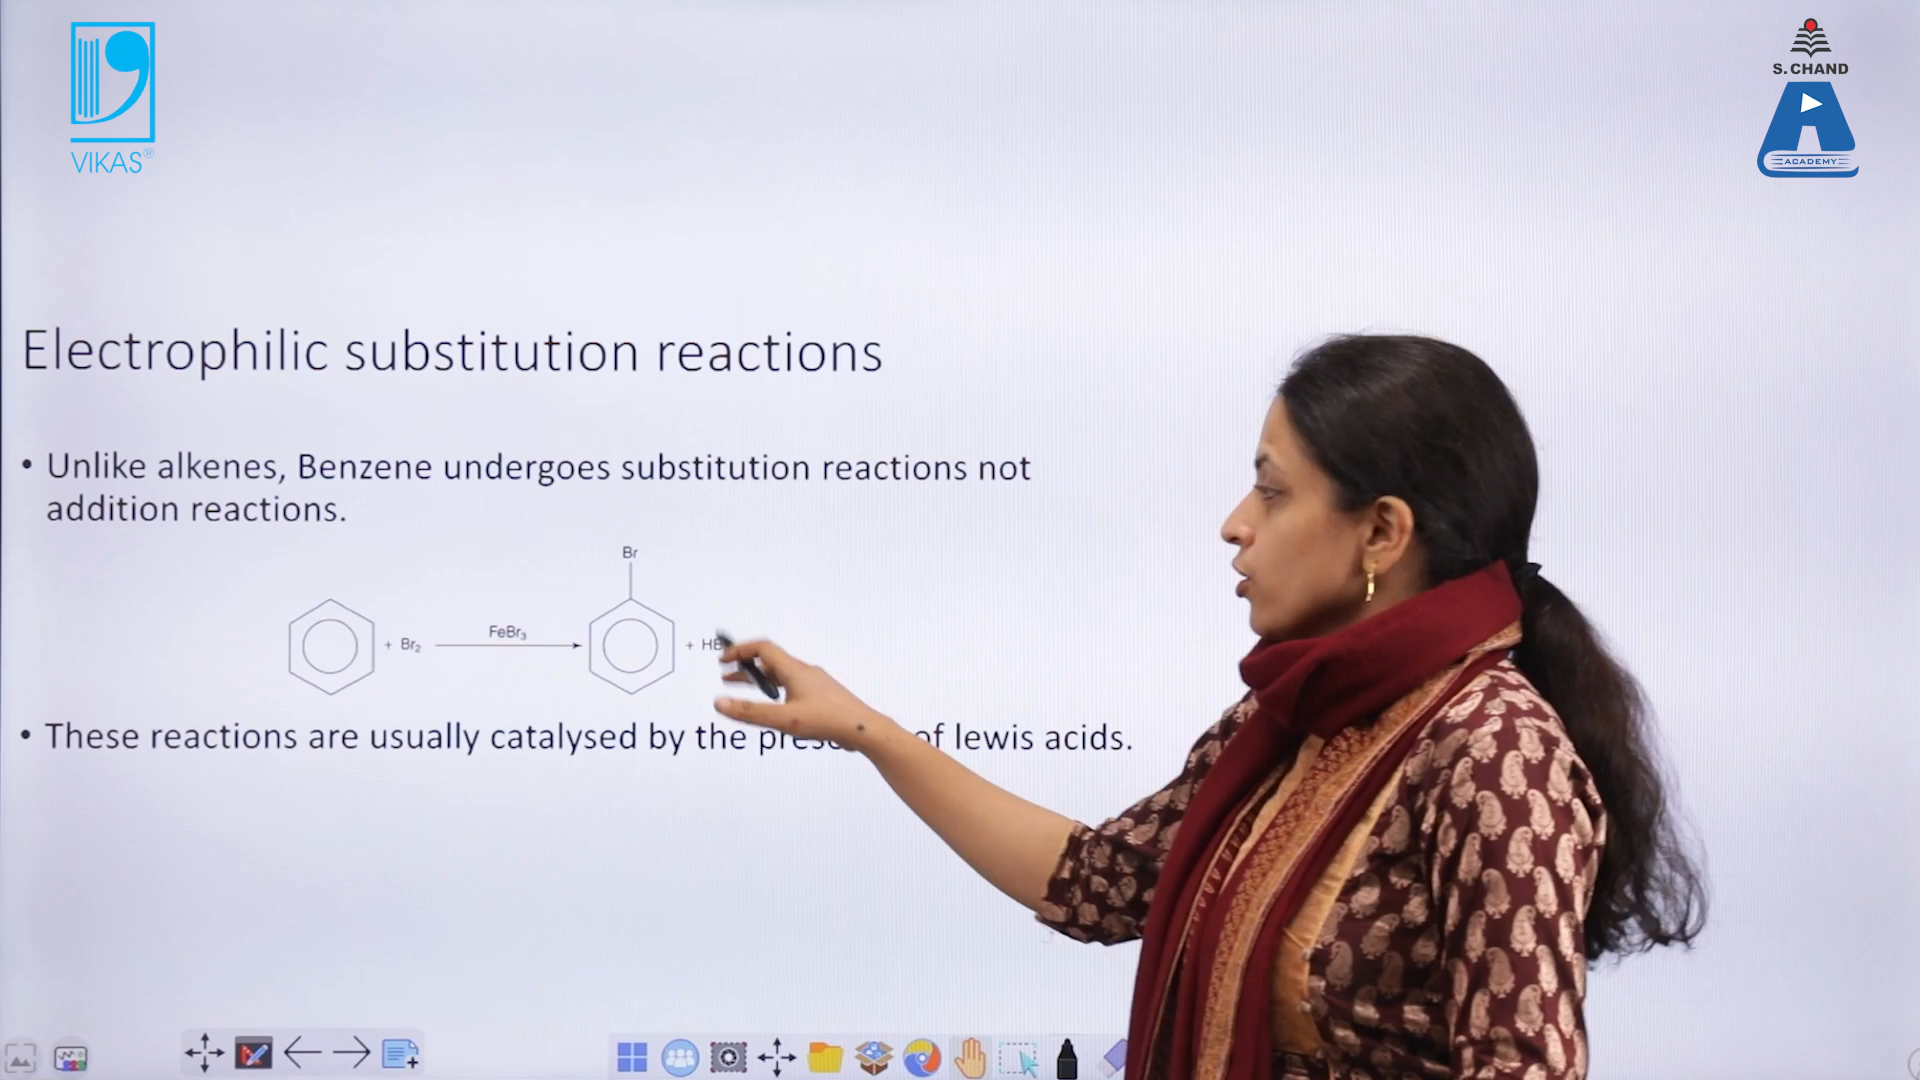 VIKAS®
S. CHAND
ACADEMY
Electrophilic substitution reactions
• Unlike alkenes, Benzene undergoes substitution reactions not
addition reactions.
Br
+ Br₂
FeBr₃
+ HB
• These reactions are usually catalysed by the of lewis acids.